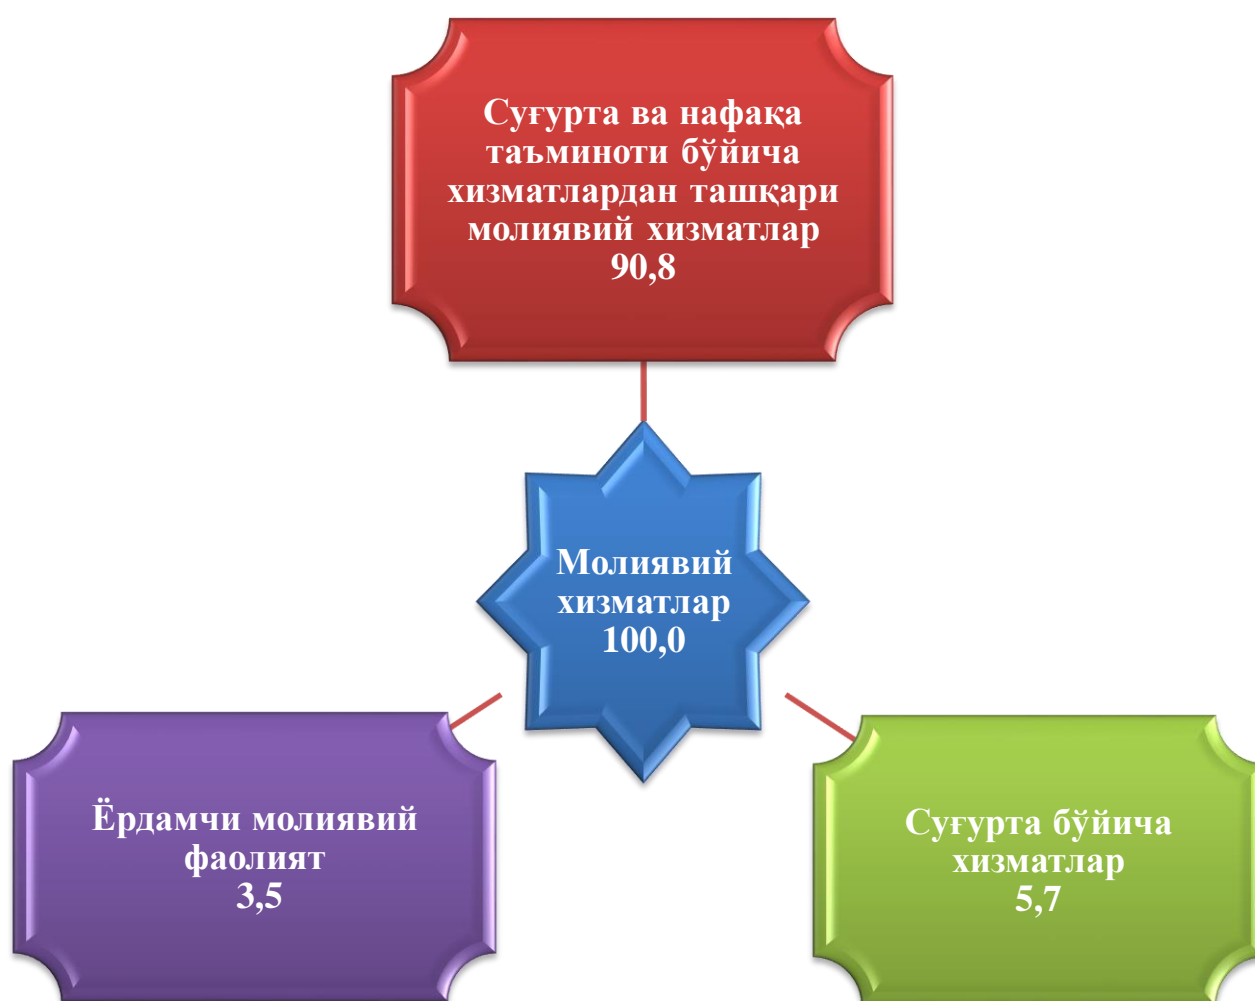 Суғурта ва нафақа
таъминоти бўйича
хизматлардан ташқари
молиявий хизматлар
90,8
Молиявий
хизматлар
100,0
Ёрдамчи молиявий
фаолият
3,5
Суғурта бўйича
хизматлар
5,7